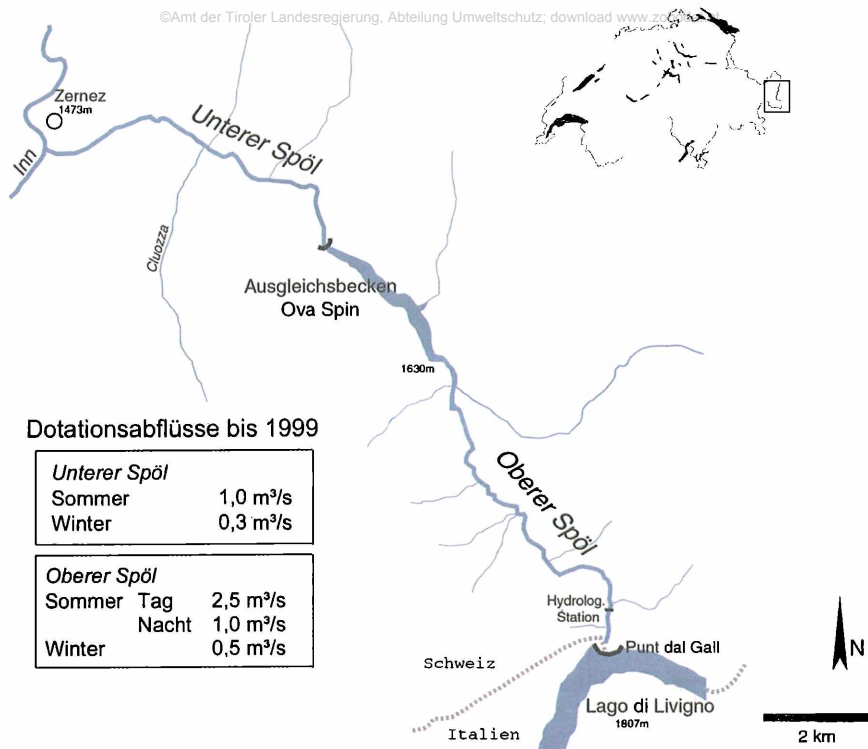 ©Amt der Tiroler Landesregierung, Abteilung Umweltschutz; download www.zobodat.at
Zernez
1473m
Inn
Unterer Spöl
Cluozza
Ausgleichsbecken
Ova Spin
1630m
Dotationsabflüsse bis 1999
Unterer Spöl
Sommer 1,0 m³/s
Winter 0,3 m³/s
Oberer Spöl
Sommer Tag 2,5 m³/s
Nacht 1,0 m³/s
Winter 0,5 m³/s
Oberer Spöl
Hydrolog.
Station
Punt dal Gall
Schweiz
Lago di Livigno
1807m
Italien
N
2 km